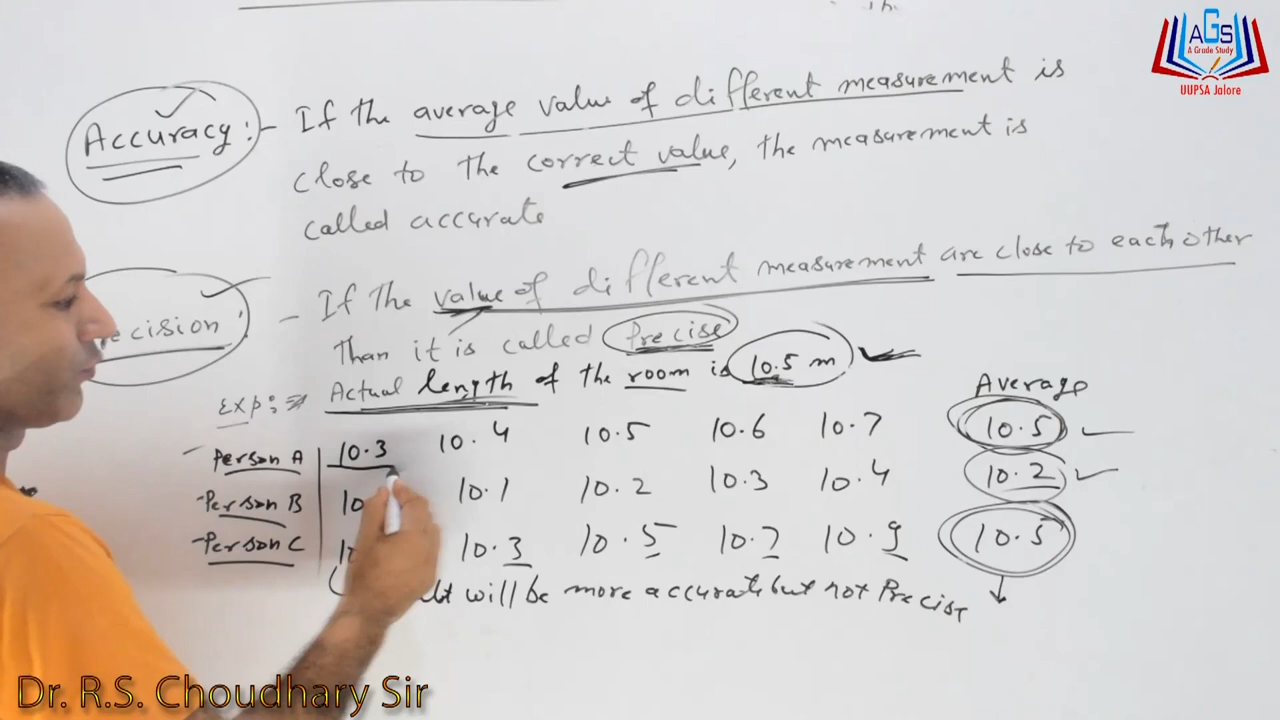 AGS
A Grade Study
UUPSA Jalore
Accuracy:- If the average value of different measurement is
close to the correct value, the measurement is
called accurate
ecision: - If the value of different measurement are close to each other
Than it is called Precise
Exp:⇒ Actual length of the room is 10.5 m
Average
Person A 10.3 10.4 10.5 10.6 10.7 10.5
Person B 10 10.1 10.2 10.3 10.4 10.2
Person C 10.3 10.5 10.7 10.9 10.5
will be more accurate but not Precise
Dr. R.S. Choudhary Sir